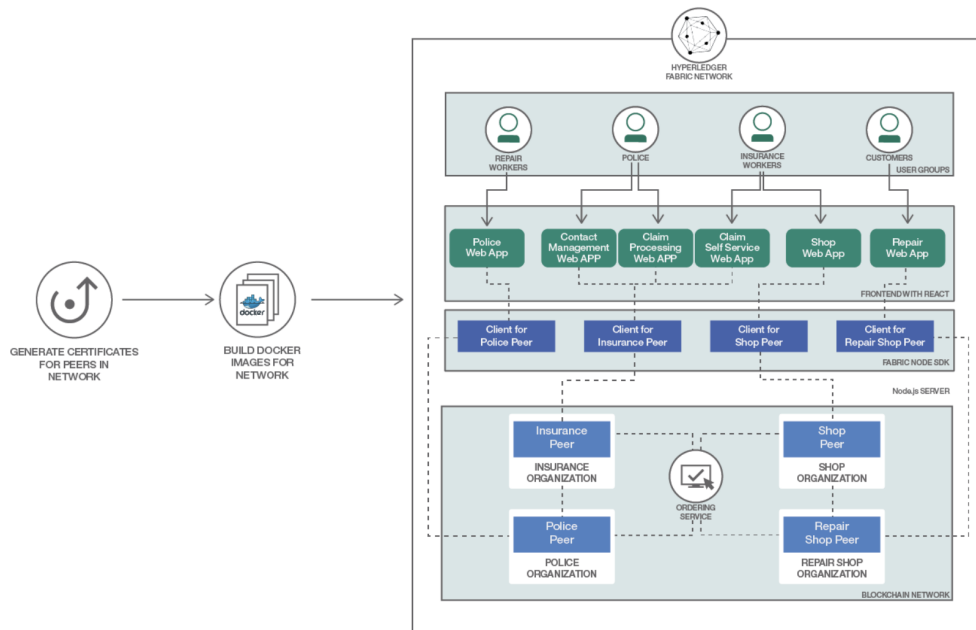 HYPERLEDGER
FABRIC NETWORK
REPAIR
WORKERS
POLICE
INSURANCE
WORKERS
CUSTOMERS
USER GROUPS
Police
Web App
Contact
Management
Web APP
Claim
Processing
Web APP
Claim
Self Service
Web App
Shop
Web App
Repair
Web App
FRONTEND WITH REACT
docker
GENERATE CERTIFICATES
FOR PEERS IN
NETWORK
BUILD DOCKER
IMAGES FOR
NETWORK
Client for
Police Peer
Client for
Insurance Peer
Client for
Shop Peer
Client for
Repair Shop Peer
FABRIC NODE SDK
Node.js SERVER
Insurance
Peer
INSURANCE
ORGANIZATION
Shop
Peer
SHOP
ORGANIZATION
ORDERING
SERVICE
Police
Peer
POLICE
ORGANIZATION
Repair
Shop Peer
REPAIR SHOP
ORGANIZATION
BLOCKCHAIN NETWORK